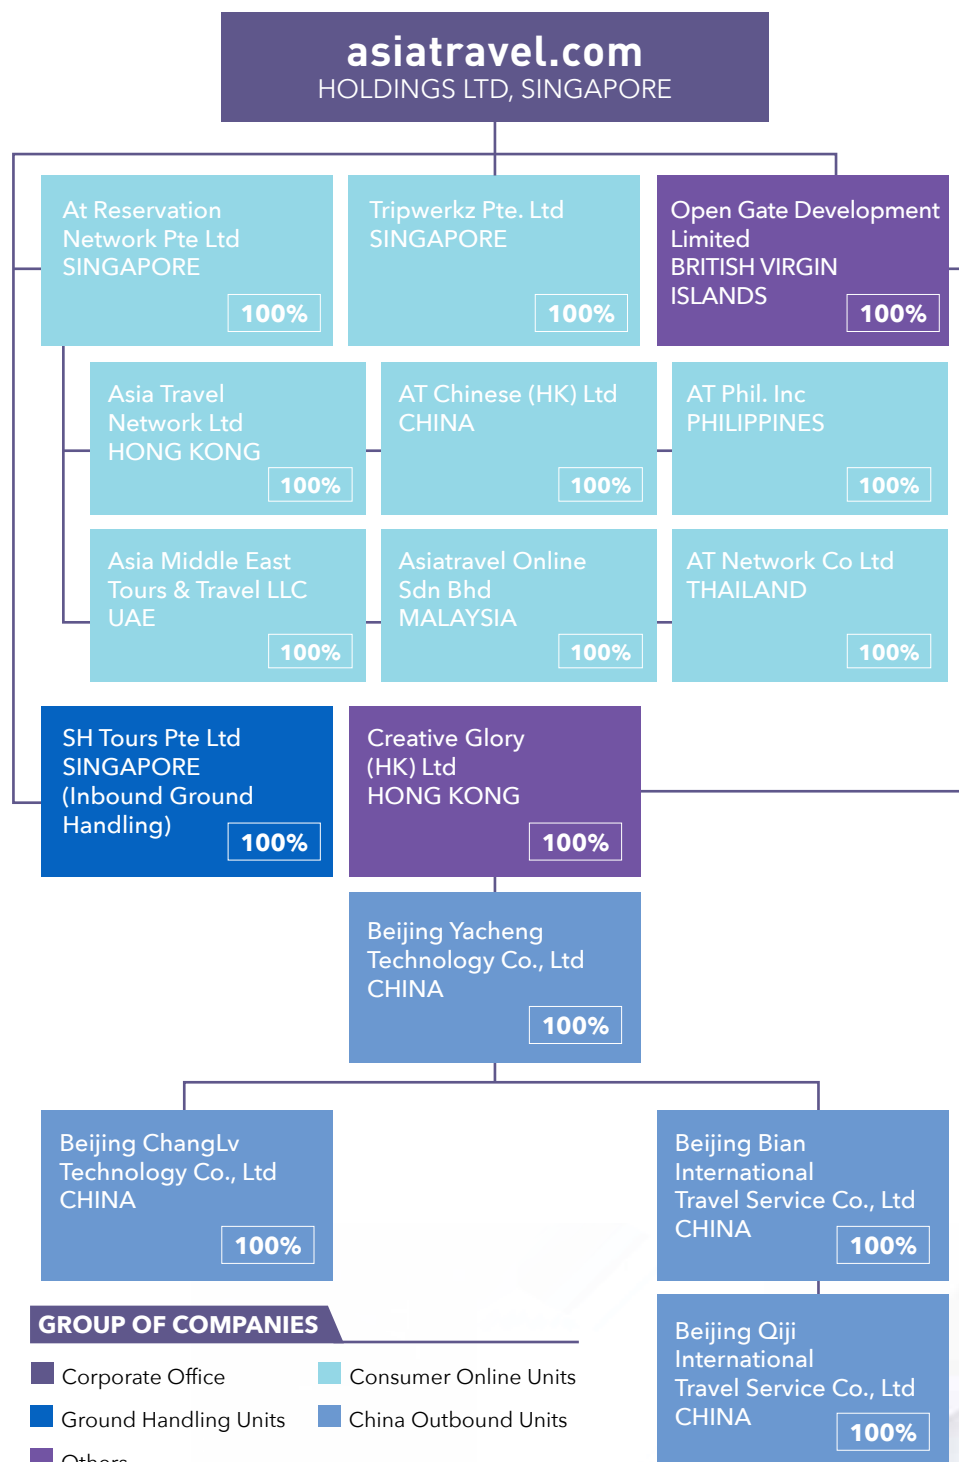 asiatravel.com
HOLDINGS LTD, SINGAPORE
At Reservation
Network Pte Ltd
SINGAPORE
100%
Tripwerkz Pte. Ltd
SINGAPORE
100%
Open Gate Development
Limited
BRITISH VIRGIN
ISLANDS
100%
Asia Travel
Network Ltd
HONG KONG
100%
AT Chinese (HK) Ltd
CHINA
100%
AT Phil. Inc
PHILIPPINES
100%
Asia Middle East
Tours & Travel LLC
UAE
100%
Asiatravel Online
Sdn Bhd
MALAYSIA
100%
AT Network Co Ltd
THAILAND
100%
SH Tours Pte Ltd
SINGAPORE
(Inbound Ground
Handling)
100%
Creative Glory
(HK) Ltd
HONG KONG
100%
Beijing Yacheng
Technology Co., Ltd
CHINA
100%
Beijing ChangLv
Technology Co., Ltd
CHINA
100%
Beijing Bian
International
Travel Service Co., Ltd
CHINA
100%
Beijing Qiji
International
Travel Service Co., Ltd
CHINA
100%
GROUP OF COMPANIES
Corporate Office
Consumer Online Units
Ground Handling Units
China Outbound Units
Others